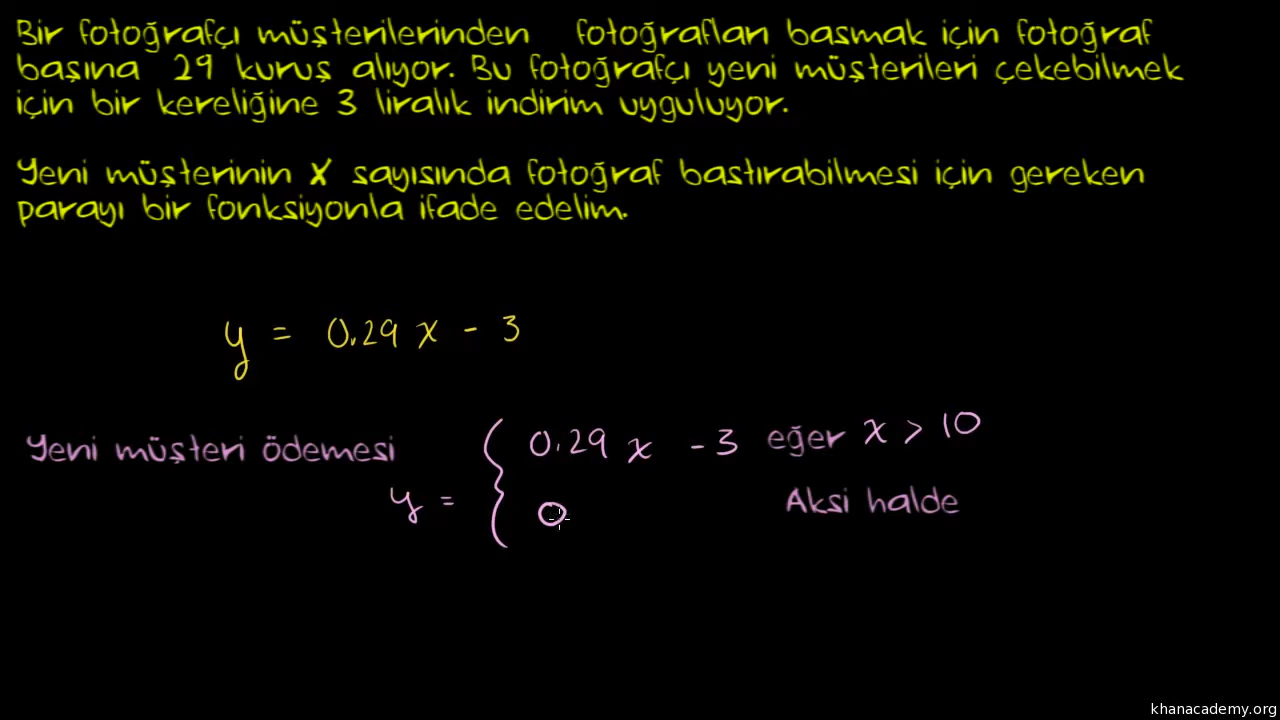 Bir fotoğrafçı müşterilerinden fotoğrafları basmak için fotoğraf
başına 29 kuruş alıyor. Bu fotoğrafçı yeni müşterileri çekebilmek
için bir kereliğine 3 liralık indirim uyguluyor.
Yeni müşterinin X sayısında fotoğraf bastırabilmesi için gereken
parayı bir fonksiyonla ifade edelim.
y = 0.29 x - 3
Yeni müşteri ödemesi
y = { 0.29 x - 3 eğer x > 10
0 Aksi halde
khanacademy.org